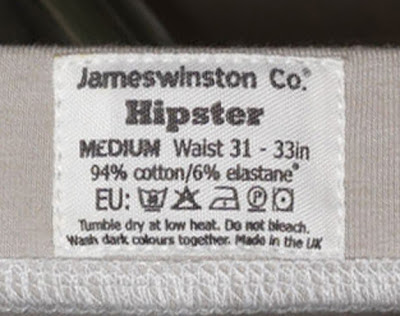 Jameswinston Co.®
Hipster
MEDIUM Waist 31 - 33in
94% cotton/6% elastane®
EU:
Tumble dry at low heat. Do not bleach.
Wash dark colours together. Made in the UK